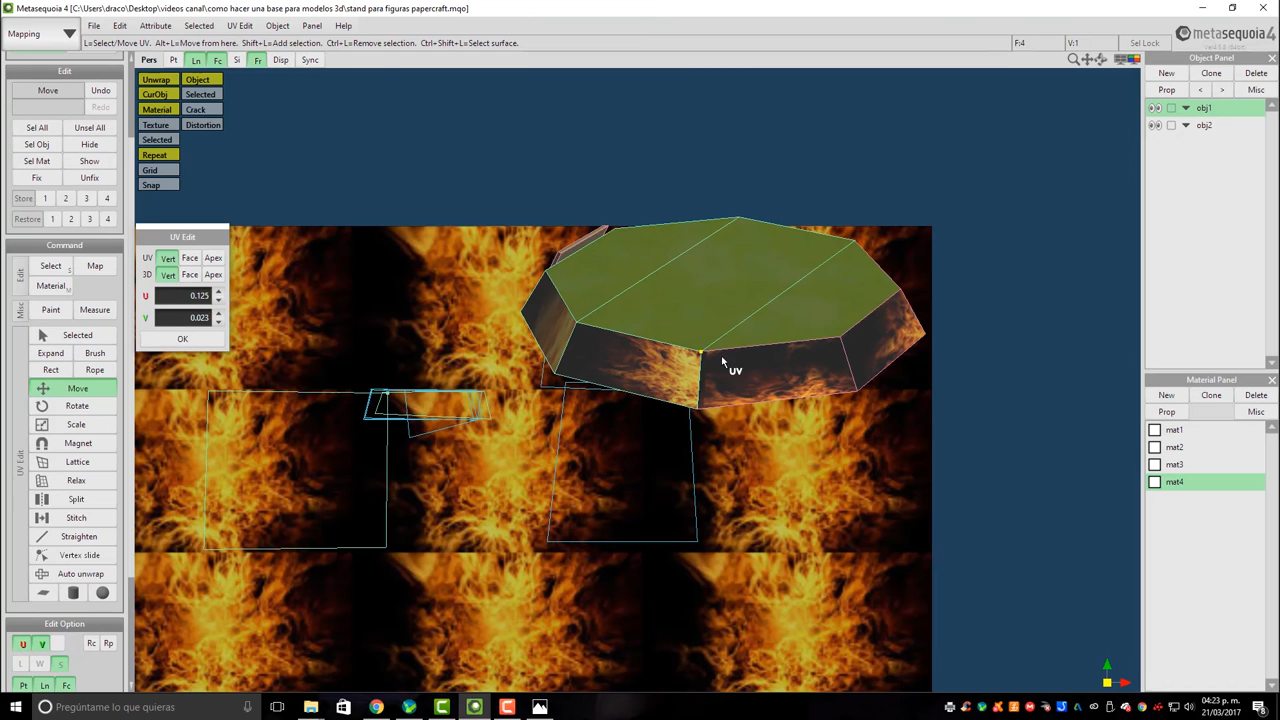 Metasequoia 4 [C:\Users\draco\Desktop\videos canal\como hacer una base para modelos 3d\stand para figuras papercraft.mqo]
Mapping File Edit Attribute Selected UV Edit Object Panel Help
metasequoia 4
L=Select/Move UV. Alt+L=Move from here. Shift+L=Add selection. Ctrl+L=Remove selection. Ctrl+Shift+L=Select surface. F:4 V:1 Sel Lock
Pers Pt Ln Fc Si Fr Disp Sync
Object Panel
New Clone Delete
Prop < > Misc
obj1
obj2
Edit
Move Undo
Redo
Sel All Unsel All
Sel Obj Hide
Sel Mat Show
Fix Unfix
Store 1 2 3 4
Restore 1 2 3 4
Command
Edit
Select S Map
Material M
Misc
Paint Measure
UV Edit
Selected
Expand Brush
Rect Rope
Move
Rotate
Scale
Magnet
Lattice
Relax
Split
Stitch
Straighten
Vertex slide
Auto unwrap
Edit Option
U V Rc Rp
L W S
Pt Ln Fc
Unwrap Object
CurObj Selected
Material Crack
Texture Distortion
Selected
Repeat
Grid
Snap
UV Edit
UV Vert Face Apex
3D Vert Face Apex
U 0.125
V 0.023
OK
UV
Material Panel
New Clone Delete
Prop Misc
mat1
mat2
mat3
mat4
Pregúntame lo que quieras
04:23 p. m.
21/03/2017
8